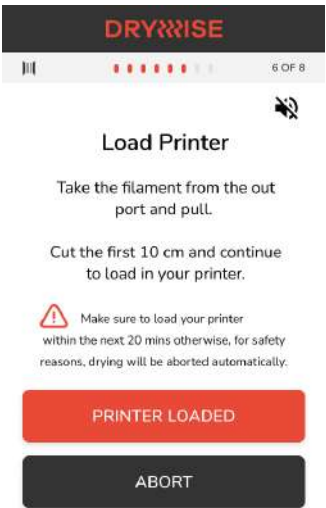 DRYWISE
6 OF 8
Load Printer
Take the filament from the out
port and pull.
Cut the first 10 cm and continue
to load in your printer.
Make sure to load your printer
within the next 20 mins otherwise, for safety
reasons, drying will be aborted automatically.
PRINTER LOADED
ABORT